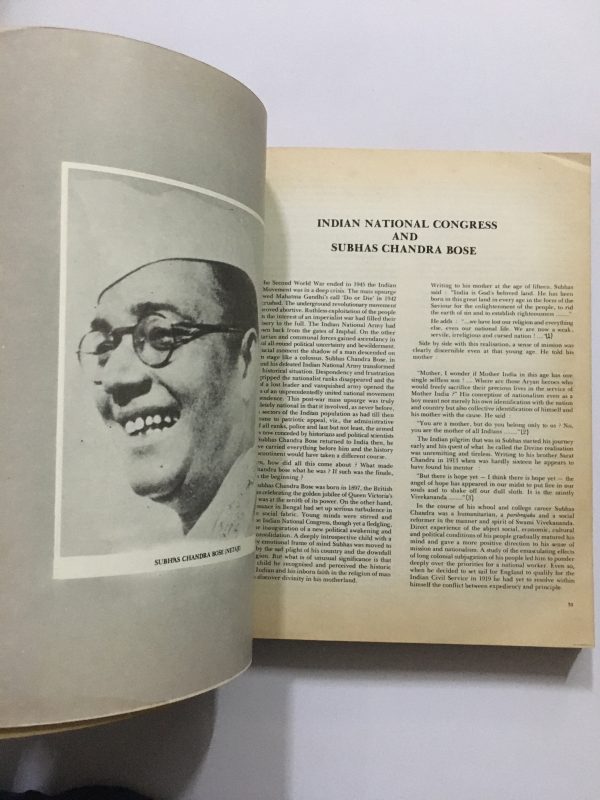 SUBHAS CHANDRA BOSE (NETAJI)
INDIAN NATIONAL CONGRESS
AND
SUBHAS CHANDRA BOSE
he Second World War ended in 1945 the Indian
Movement was in a deep crisis. The mass upsurge
wed Mahatma Gandhi's call 'Do or Die' in 1942
crushed. The underground revolutionary movement
proved abortive. Ruthless exploitation of the people
n the interest of an imperialist war had filled their
isery to the full. The Indian National Army had
own back from the gates of Imphal. On the other
tarian and communal forces gained ascendancy in
of all-round political uncertainty and bewilderment.
ucial moment the shadow of a man descended on
n stage like a colossus. Subhas Chandra Bose, in
and his defeated Indian National Army transformed
historical situation. Despondency and frustration
gripped the nationalist ranks disappeared and the
f a lost leader and vanquished army opened the
of an unprecedentedly united national movement
pendence. This post-war mass upsurge was truly
letely national in that it involved, as never before,
sectors of the Indian population as had till then
une to patriotic appeal, viz., the administrative
f all ranks, police and last but not least, the armed
s now conceded by historians and political scientists
Subhas Chandra Bose returned to India then, he
ve carried everything before him and the history
ubcontinent would have taken a different course.
en, how did all this come about ? What made
handra Bose what he was ? If such was the finale,
s the beginning ?
ubhas Chandra Bose was born in 1897, the British
s celebrating the golden jubilee of Queen Victoria's
was at the zenith of its power. On the other hand,
ssance in Bengal had set up serious turbulence in
social fabric. Young minds were stirred and
he Indian National Congress, though yet a fledgling,
e inauguration of a new political awakening and
onsolidation. A deeply introspective child with a
y emotional frame of mind Subhas was moved to
by the sad plight of his country and the downfall
igion. But what is of unusual significance is that
child he recognised and perceived the historic
Indian and his inborn faith in the religion of man
discover divinity in his motherland.
Writing to his mother at the age of fifteen, Subhas
said : "India is God's beloved land. He has been
born in this great land in every age in the form of the
Saviour for the enlightenment of the people, to rid
the earth of sin and to establish righteousness ......"
He adds : "...we have lost our religion and everything
else, even our national life. We are now a weak,
servile, irreligious and cursed nation ! ... "(1)
Side by side with this realisation, a sense of mission was
clearly discernible even at that young age. He told his
mother :
"Mother, I wonder if Mother India in this age has one
single selfless son ! .... Where are those Aryan heroes who
would freely sacrifice their precious lives in the service of
Mother India ?" His conception of nationalism even as a
boy meant not merely his own identification with the nation
and country but also collective identification of himself and
his mother with the cause. He said :
"You are a mother, but do you belong only to us ? No,
you are the mother of all Indians ........"(2)
The Indian pilgrim that was in Subhas started his journey
early and his quest of what he called the Divine realisation
was unremitting and tireless. Writing to his brother Sarat
Chandra in 1913 when was hardly sixteen he appears to
have found his mentor :
"But there is hope yet — I think there is hope yet — the
angel of hope has appeared in our midst to put fire in our
souls and to shake off our dull sloth. It is the saintly
Vivekananda ........"(3)
In the course of his school and college career Subhas
Chandra was a humanitarian, a paribrajaka and a social
reformer in the manner and spirit of Swami Vivekananda.
Direct experience of the abject social, economic, cultural
and political conditions of his people gradually matured his
mind and gave a more positive direction to his sense of
mission and nationalism. A study of the emasculating effects
of long colonial subjugation of his people led him to ponder
deeply over the priorities for a national worker. Even so,
when he decided to set sail for England to qualify for the
Indian Civil Service in 1919 he had yet to resolve within
himself the conflict between expediency and principle.